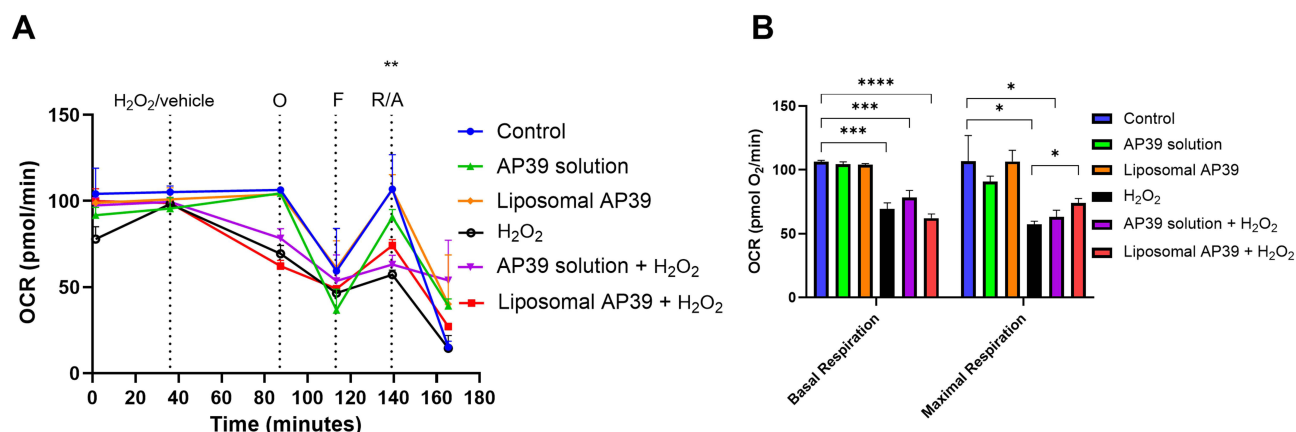 A
**
H₂O₂/vehicle O F R/A
150
100
50
0
OCR (pmol/min)
0 20 40 60 80 100 120 140 160 180
Time (minutes)
Control
AP39 solution
Liposomal AP39
H₂O₂
AP39 solution + H₂O₂
Liposomal AP39 + H₂O₂
B
****
***
***
*
*
*
150
100
50
0
OCR (pmol O₂/min)
Basal Respiration
Maximal Respiration
Control
AP39 solution
Liposomal AP39
H₂O₂
AP39 solution + H₂O₂
Liposomal AP39 + H₂O₂